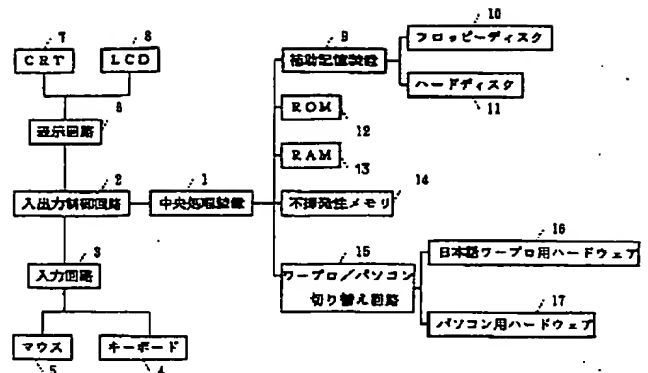 7
CRT
8
LCD
6
表示回路
2
入出力制御回路
1
中央処理装置
3
入力回路
マウス
5
キーボード
4
9
補助記憶装置
10
フロッピーディスク
ハードディスク
11
ROM
12
RAM
13
不揮発性メモリ
14
15
ワープロ/パソコン
切り替え回路
16
日本語ワープロ用ハードウェア
17
パソコン用ハードウェア